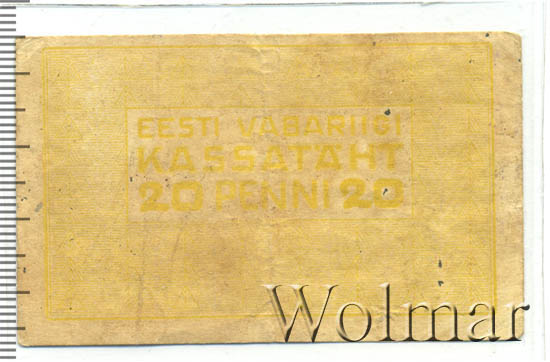 EESTI VABARIIGI
KASSATÄHT
20 PENNI 20
Wolmar